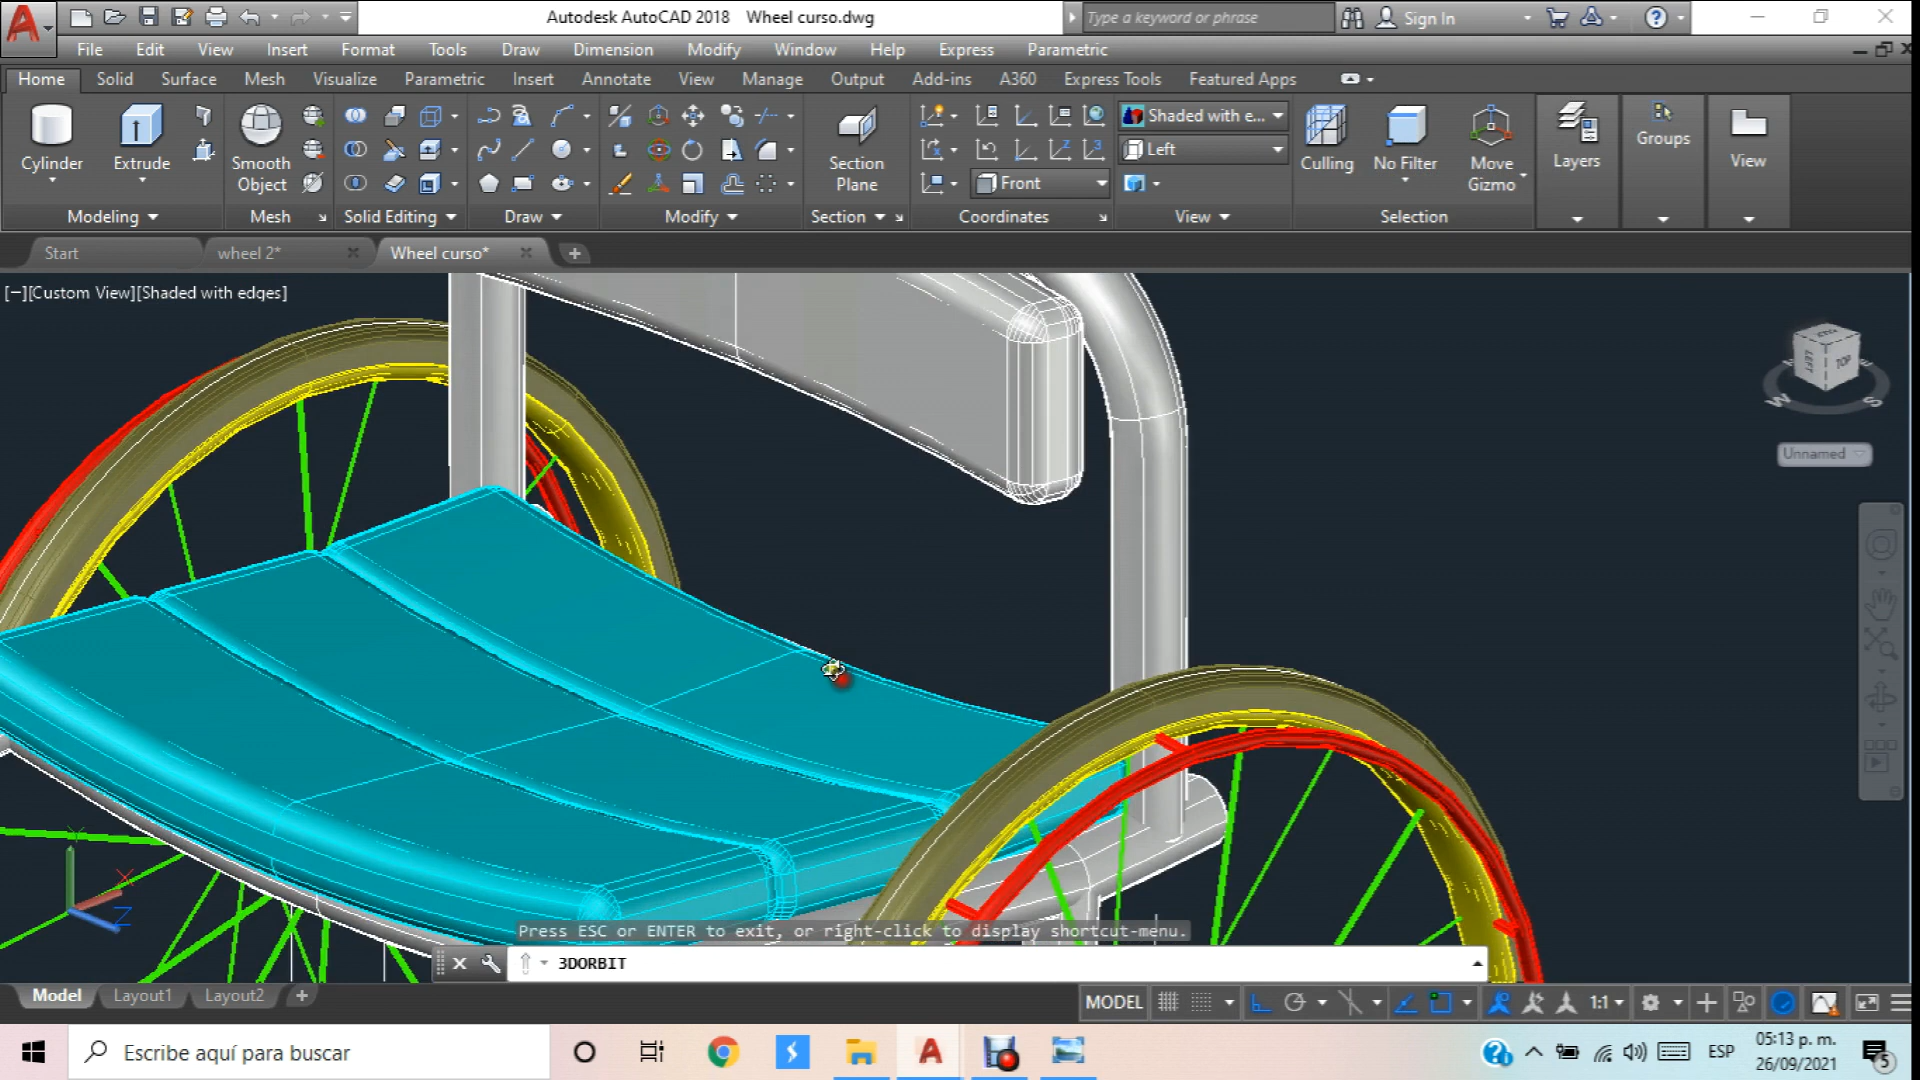 Autodesk AutoCAD 2018 Wheel curso.dwg
Type a keyword or phrase
Sign In
File Edit View Insert Format Tools Draw Dimension Modify Window Help Express Parametric
Home Solid Surface Mesh Visualize Parametric Insert Annotate View Manage Output Add-ins A360 Express Tools Featured Apps
Cylinder
Extrude
Smooth
Object
Section
Plane
Shaded with e...
Left
Front
Culling
No Filter
Move
Gizmo
Layers
Groups
View
Modeling Mesh Solid Editing Draw Modify Section Coordinates View Selection
Start wheel 2* Wheel curso*
[−][Custom View][Shaded with edges]
LEFT
TOP
W
S
Unnamed
Y
X
Z
Press ESC or ENTER to exit, or right-click to display shortcut-menu.
3DORBIT
Model Layout1 Layout2
MODEL
1:1
Escribe aquí para buscar
ESP
05:13 p. m.
26/09/2021
5